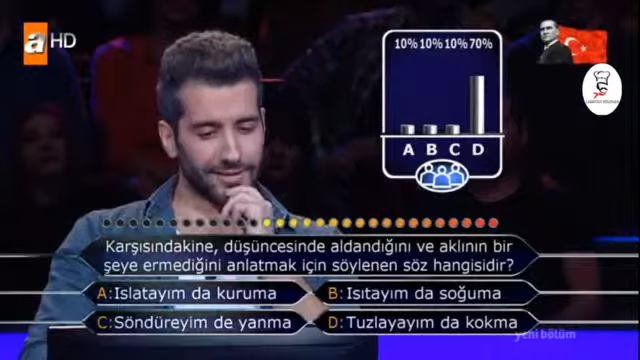 a HD
10% 10% 10% 70%
A B C D
Karşısındakine, düşüncesinde aldandığını ve aklının bir
şeye ermediğini anlatmak için söylenen söz hangisidir?
A:Islatayım da kuruma
B:Isıtayım da soğuma
C:Söndüreyim de yanma
D:Tuzlayayım da kokma
yeni bölüm